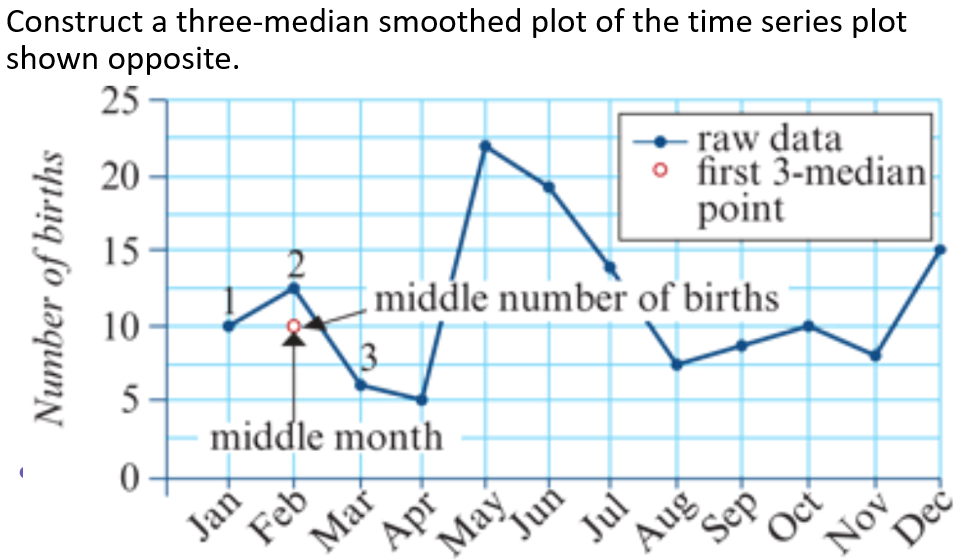 Construct a three-median smoothed plot of the time series plot
shown opposite.
25
20
15
10
5
0
Number of births
raw data
first 3-median
point
1
2
3
middle number of births
middle month
Jan
Feb
Mar
Apr
May
Jun
Jul
Aug
Sep
Oct
Nov
Dec